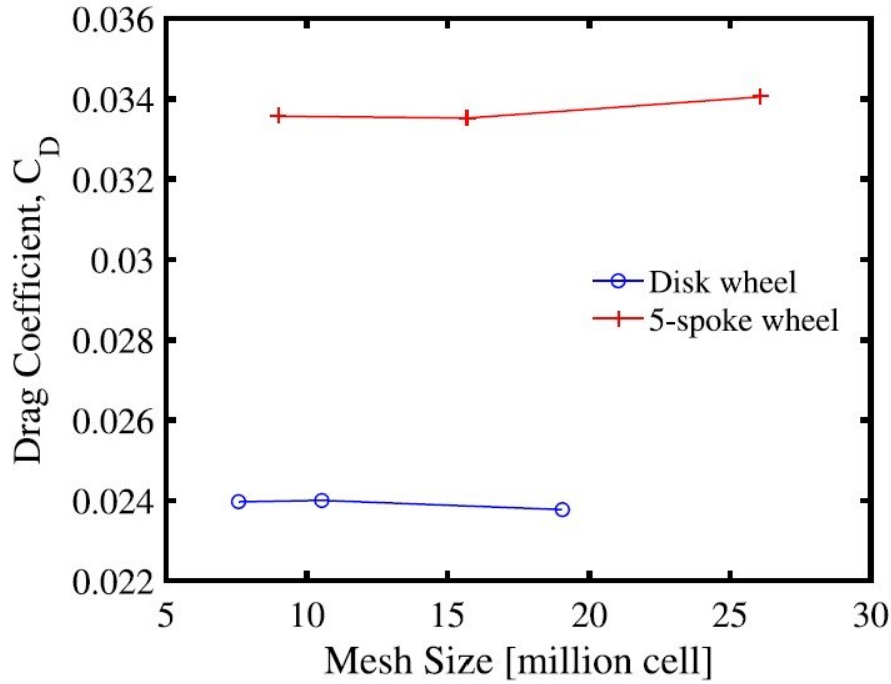 0.036
0.034
0.032
0.03
0.028
0.026
0.024
0.022
Drag Coefficient, C_D
Disk wheel
5-spoke wheel
5 10 15 20 25 30
Mesh Size [million cell]